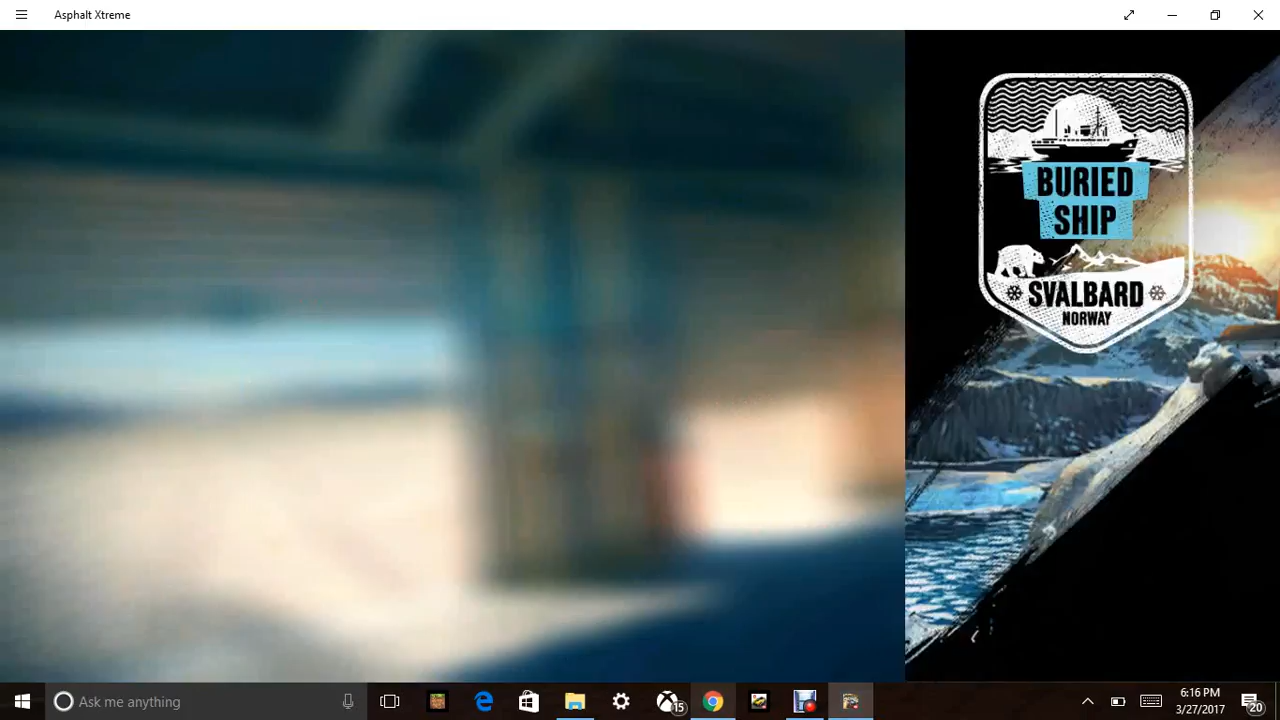 Asphalt Xtreme
BURIED
SHIP
SVALBARD
NORWAY
Ask me anything
15
6:16 PM
3/27/2017
20